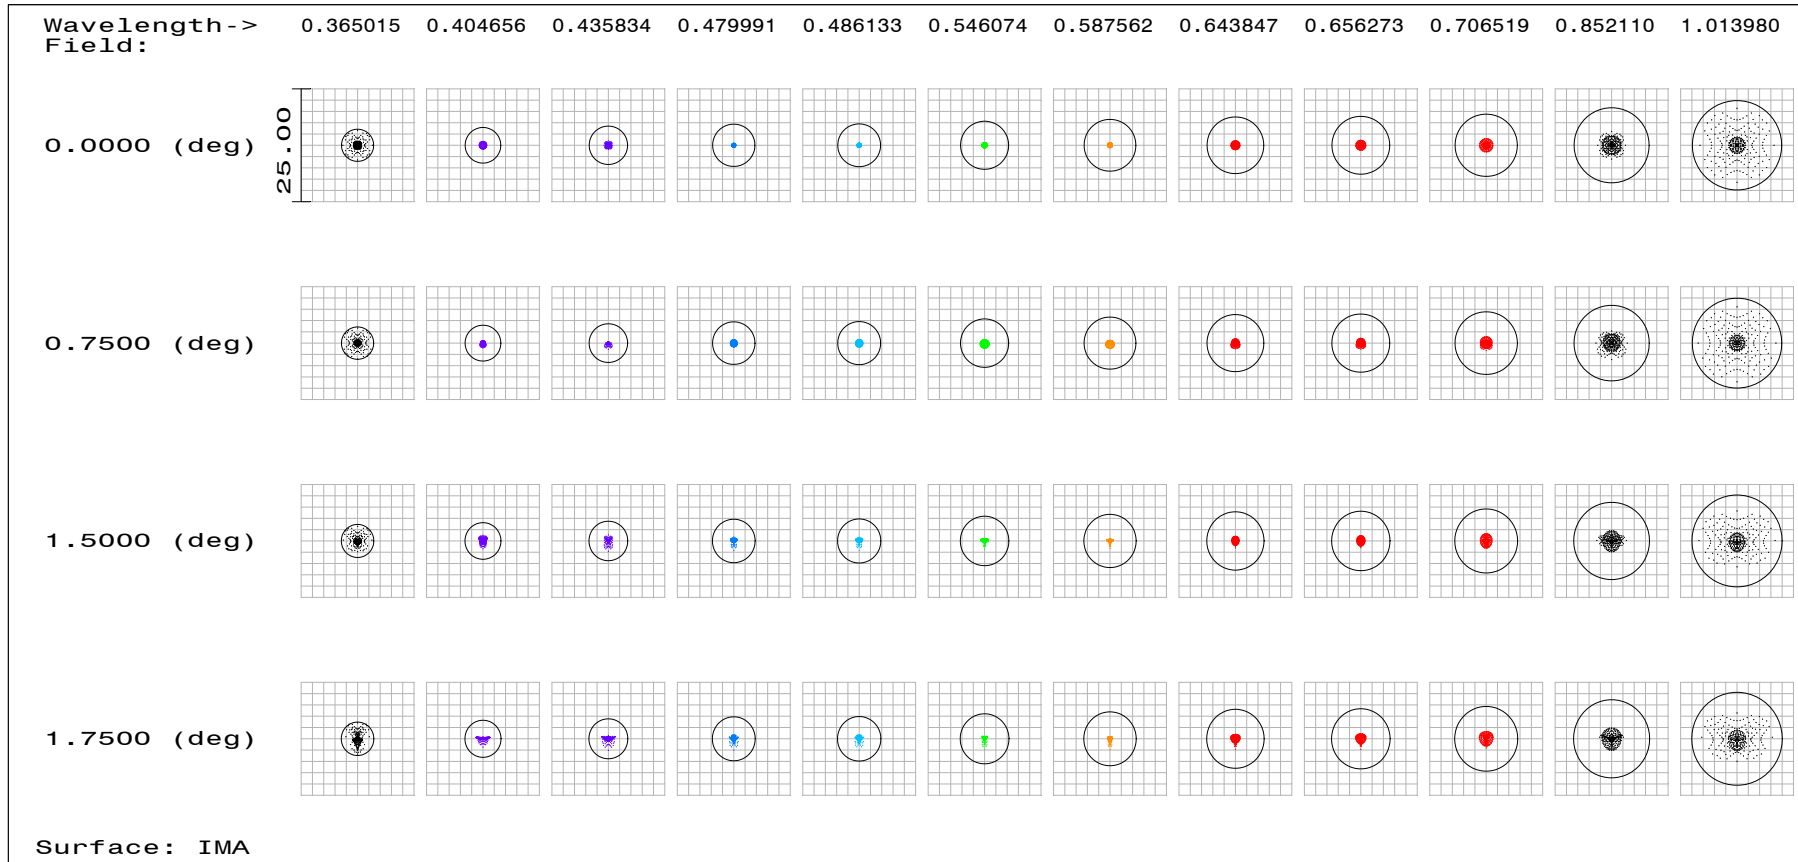 Wavelength-> 0.365015 0.404656 0.435834 0.479991 0.486133 0.546074 0.587562 0.643847 0.656273 0.706519 0.852110 1.013980
Field:
25.00
0.0000 (deg)
0.7500 (deg)
1.5000 (deg)
1.7500 (deg)
Surface: IMA